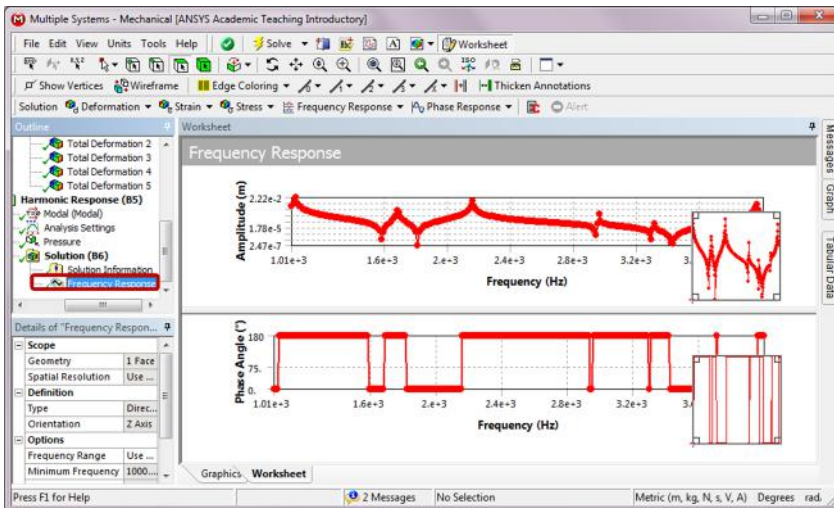 Multiple Systems - Mechanical [ANSYS Academic Teaching Introductory]
File Edit View Units Tools Help Solve Worksheet
Show Vertices Wireframe Edge Coloring Thicken Annotations
Solution Deformation Strain Stress Frequency Response Phase Response Alert
Outline
Total Deformation 2
Total Deformation 3
Total Deformation 4
Total Deformation 5
Harmonic Response (B5)
Modal (Modal)
Analysis Settings
Pressure
Solution (B6)
Solution Information
Frequency Response
Details of "Frequency Respon...
Scope
Geometry 1 Face
Spatial Resolution Use ...
Definition
Type Direc...
Orientation Z Axis
Options
Frequency Range Use ...
Minimum Frequency 1000....
Worksheet
Frequency Response
Amplitude (m)
2.22e-2
1.78e-5
2.47e-7
1.01e+3 1.6e+3 2.e+3 2.4e+3 2.8e+3 3.2e+3
Frequency (Hz)
Phase Angle (°)
180
75.
0.
1.01e+3 1.6e+3 2.e+3 2.4e+3 2.8e+3 3.2e+3
Frequency (Hz)
Graphics Worksheet
Messages
Graph
Tabular Data
Press F1 for Help 2 Messages No Selection Metric (m, kg, N, s, V, A) Degrees rad/